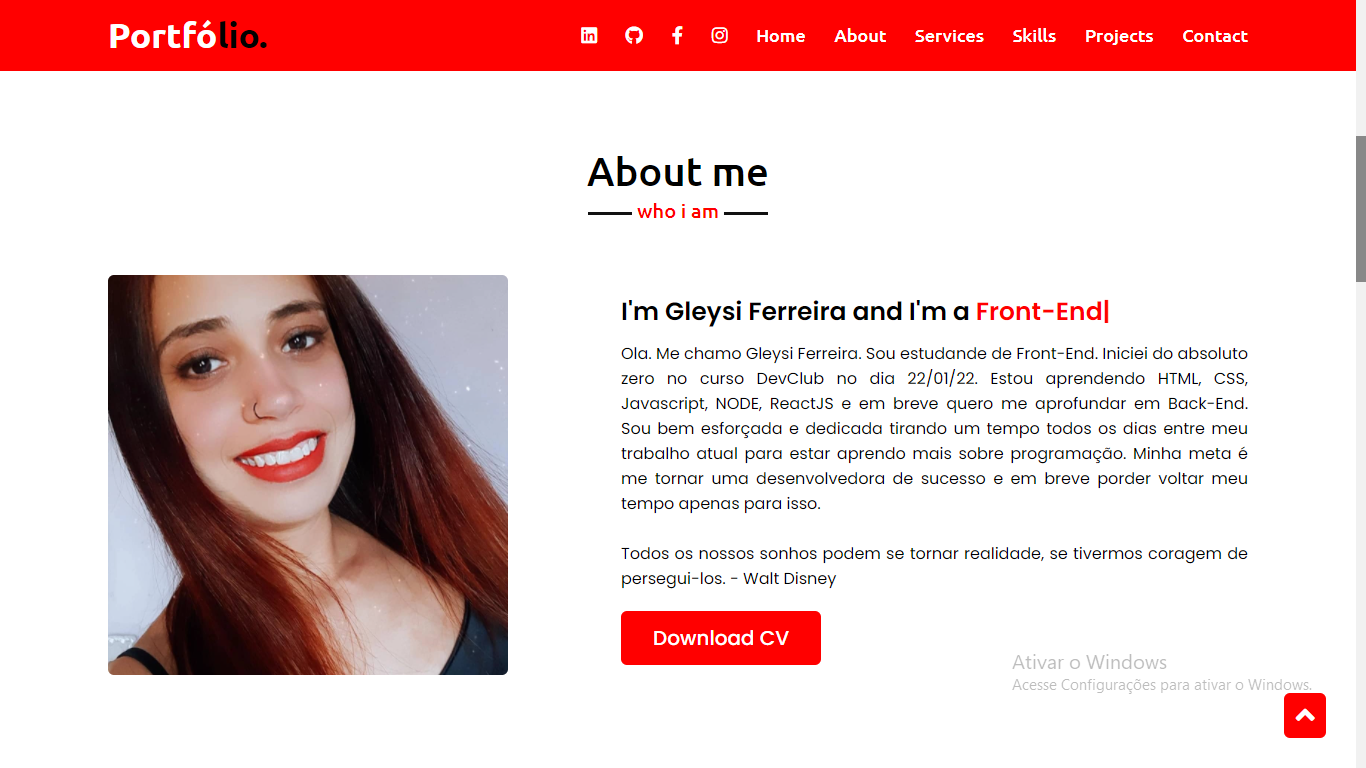 Portfólio.
Home About Services Skills Projects Contact
About me
who i am
I'm Gleysi Ferreira and I'm a Front-End|
Ola. Me chamo Gleysi Ferreira. Sou estudande de Front-End. Iniciei do absoluto
zero no curso DevClub no dia 22/01/22. Estou aprendendo HTML, CSS,
Javascript, NODE, ReactJS e em breve quero me aprofundar em Back-End.
Sou bem esforçada e dedicada tirando um tempo todos os dias entre meu
trabalho atual para estar aprendo mais sobre programação. Minha meta é
me tornar uma desenvolvedora de sucesso e em breve porder voltar meu
tempo apenas para isso.
Todos os nossos sonhos podem se tornar realidade, se tivermos coragem de
persegui-los. - Walt Disney
Download CV
Ativar o Windows
Acesse Configurações para ativar o Windows.